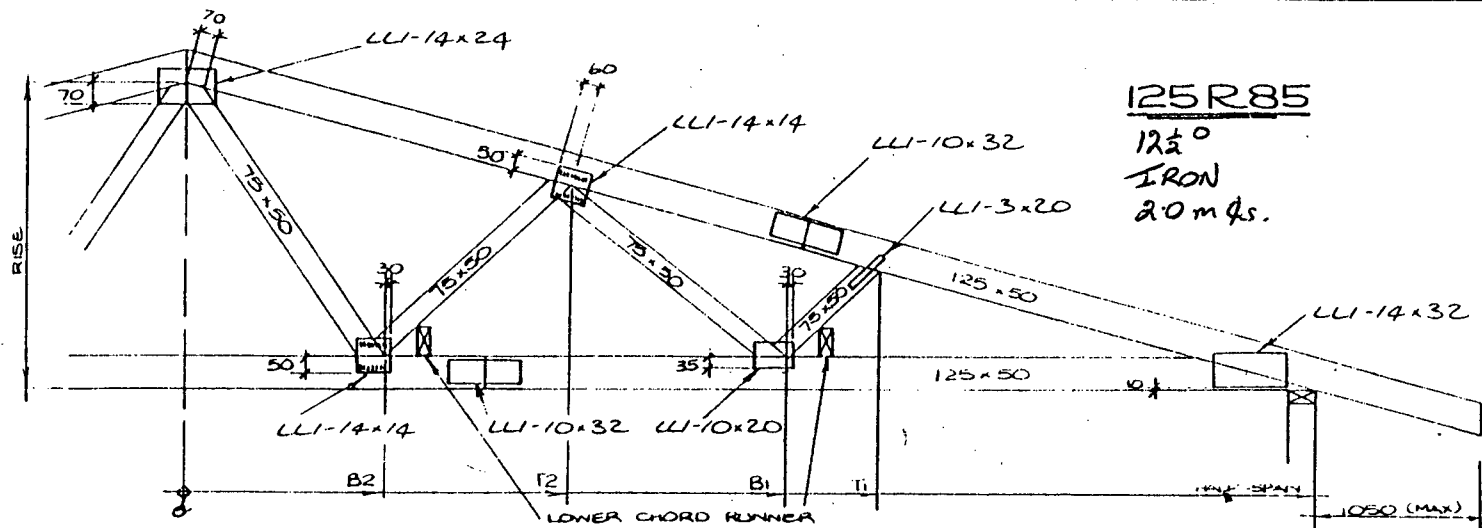 70
LL1-14x24
70
60
LL1-14x14
50
LL1-10x32
LL1-3x20
125R85
12½°
IRON
2.0 m ¢s.
RISE
75x50
75x50
75x50
75x50
125x50
30
30
LL1-14x32
50
35
125x50
10
LL1-14x14
LL1-10x32
LL1-10x20
B2
T2
B1
T1
HALF SPAN
1050 (MAX)
LOWER CHORD RUNNER